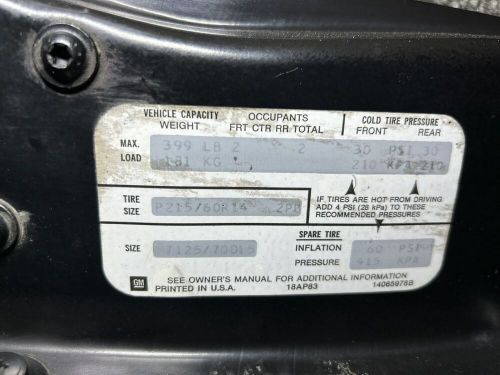 VEHICLE CAPACITY
WEIGHT OCCUPANTS COLD TIRE PRESSURE
FRT CTR RR TOTAL FRONT REAR
MAX. 399 LB 2 2 30 PSI 30
LOAD 181 KG 210 KPA 210
TIRE
SIZE P215/60R14 2PB
IF TIRES ARE HOT FROM DRIVING
ADD 4 PSI (28 kPa) TO THESE
RECOMMENDED PRESSURES
SPARE TIRE
SIZE T125/70D15 INFLATION 60 PSI
PRESSURE 415 KPA
SEE OWNER'S MANUAL FOR ADDITIONAL INFORMATION
GM PRINTED IN U.S.A. 18AP83 14065978B